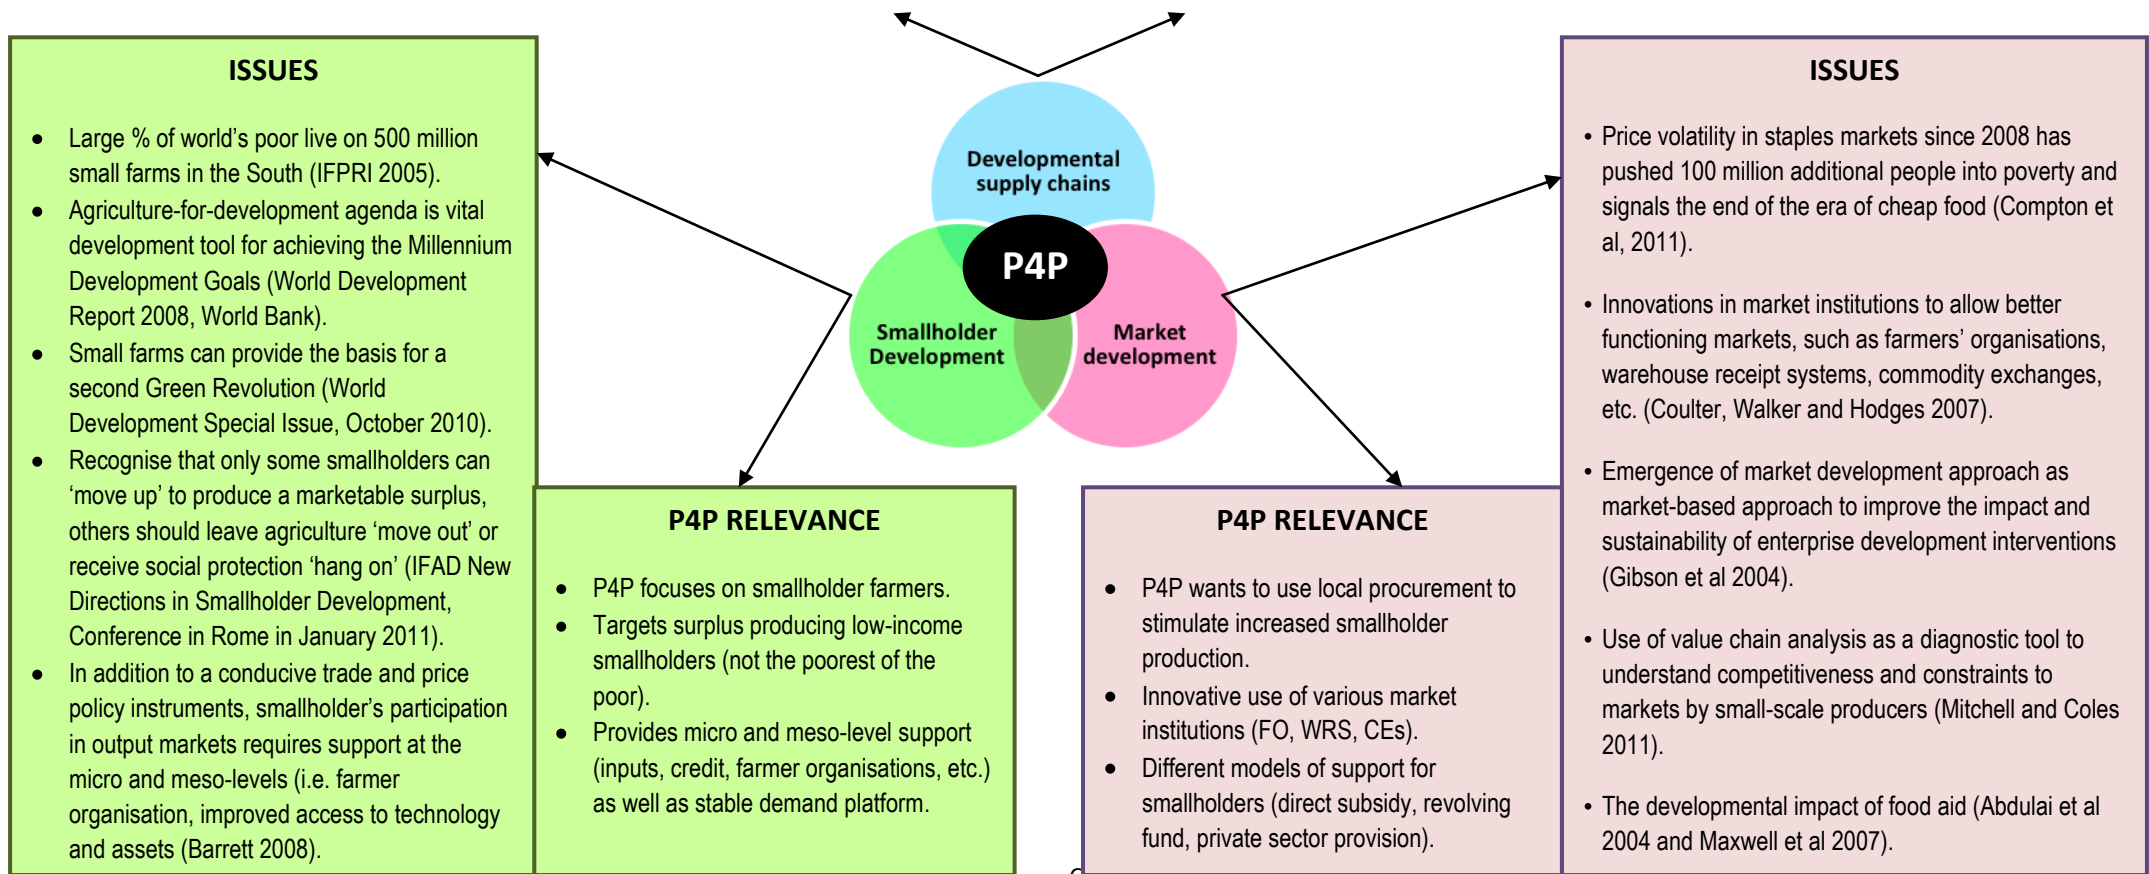 ISSUES
• Large % of world's poor live on 500 million
small farms in the South (IFPRI 2005).
• Agriculture-for-development agenda is vital
development tool for achieving the Millennium
Development Goals (World Development
Report 2008, World Bank).
• Small farms can provide the basis for a
second Green Revolution (World
Development Special Issue, October 2010).
• Recognise that only some smallholders can
‘move up’ to produce a marketable surplus,
others should leave agriculture ‘move out’ or
receive social protection ‘hang on’ (IFAD New
Directions in Smallholder Development,
Conference in Rome in January 2011).
• In addition to a conducive trade and price
policy instruments, smallholder’s participation
in output markets requires support at the
micro and meso-levels (i.e. farmer
organisation, improved access to technology
and assets (Barrett 2008).
Developmental
supply chains
P4P
Smallholder
Development
Market
development
P4P RELEVANCE
• P4P focuses on smallholder farmers.
• Targets surplus producing low-income
smallholders (not the poorest of the
poor).
• Provides micro and meso-level support
(inputs, credit, farmer organisations, etc.)
as well as stable demand platform.
P4P RELEVANCE
• P4P wants to use local procurement to
stimulate increased smallholder
production.
• Innovative use of various market
institutions (FO, WRS, CEs).
• Different models of support for
smallholders (direct subsidy, revolving
fund, private sector provision).
ISSUES
• Price volatility in staples markets since 2008 has
pushed 100 million additional people into poverty and
signals the end of the era of cheap food (Compton et
al, 2011).
• Innovations in market institutions to allow better
functioning markets, such as farmers’ organisations,
warehouse receipt systems, commodity exchanges,
etc. (Coulter, Walker and Hodges 2007).
• Emergence of market development approach as
market-based approach to improve the impact and
sustainability of enterprise development interventions
(Gibson et al 2004).
• Use of value chain analysis as a diagnostic tool to
understand competitiveness and constraints to
markets by small-scale producers (Mitchell and Coles
2011).
• The developmental impact of food aid (Abdulai et al
2004 and Maxwell et al 2007).